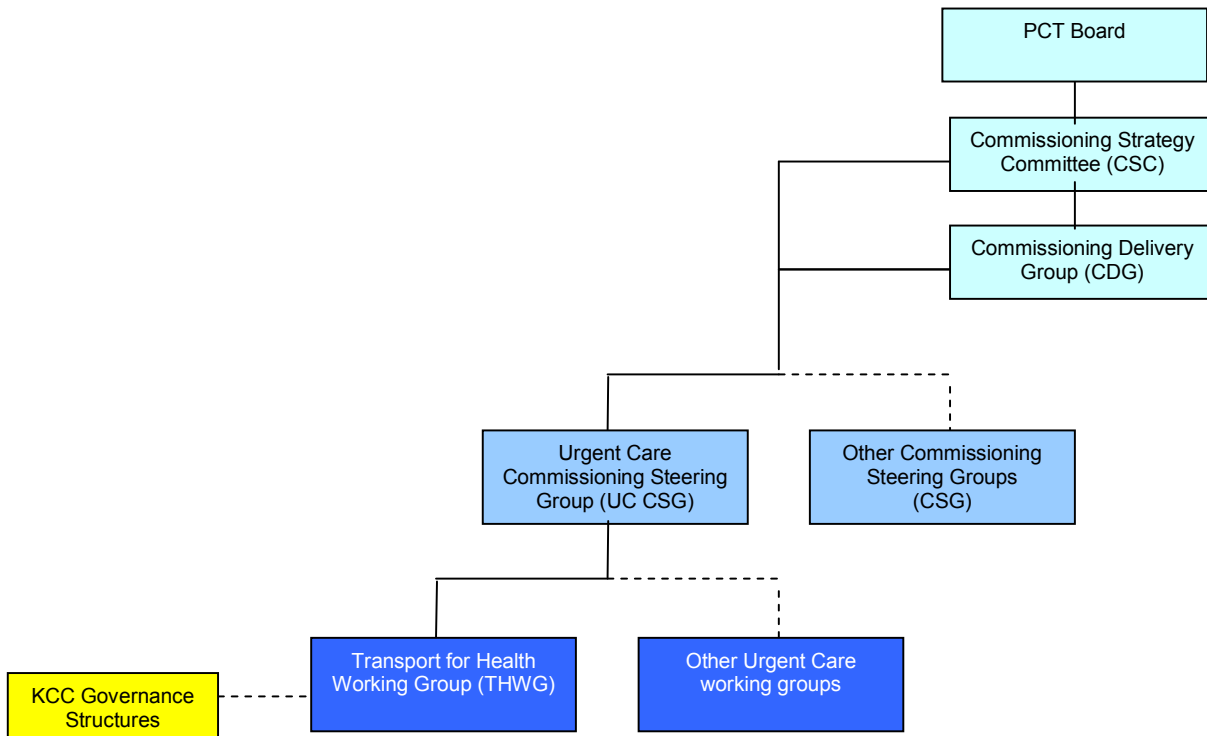 PCT Board
Commissioning Strategy
Committee (CSC)
Commissioning Delivery
Group (CDG)
Urgent Care
Commissioning Steering
Group (UC CSG)
Other Commissioning
Steering Groups
(CSG)
Transport for Health
Working Group (THWG)
Other Urgent Care
working groups
KCC Governance
Structures